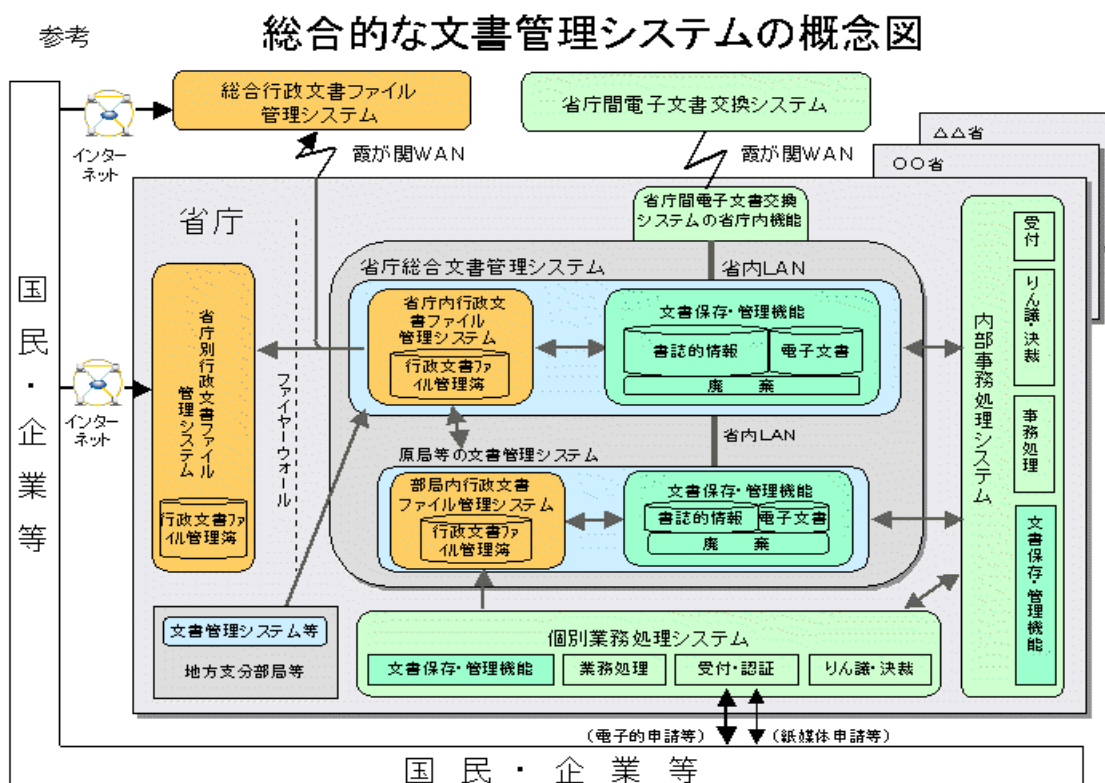 参考
総合的な文書管理システムの概念図
総合行政文書ファイル
管理システム
省庁間電子文書交換システム
インター
ネット
霞が関WAN
霞が関WAN
△△省
○○省
省庁
省庁間電子文書交換
システムの省庁内機能
省庁総合文書管理システム
省内LAN
国民・企業等
インター
ネット
省庁別行政文書ファイル
管理システム
行政文書ファ
イル管理簿
ファイヤーウォール
省庁内行政文
書ファイル
管理システム
行政文書ファ
イル管理簿
文書保存・管理機能
書誌的情報
電子文書
廃 棄
省内LAN
原局等の文書管理システム
部局内行政文書
ファイル管理システム
行政文書ファ
イル管理簿
文書保存・管理機能
書誌的情報
電子文書
廃 棄
内部事務処理システム
受付
りん議・決裁
事務処理
文書保存・管理機能
文書管理システム等
地方支分部局等
個別業務処理システム
文書保存・管理機能
業務処理
受付・認証
りん議・決裁
(電子的申請等)
(紙媒体申請等)
国民・企業等